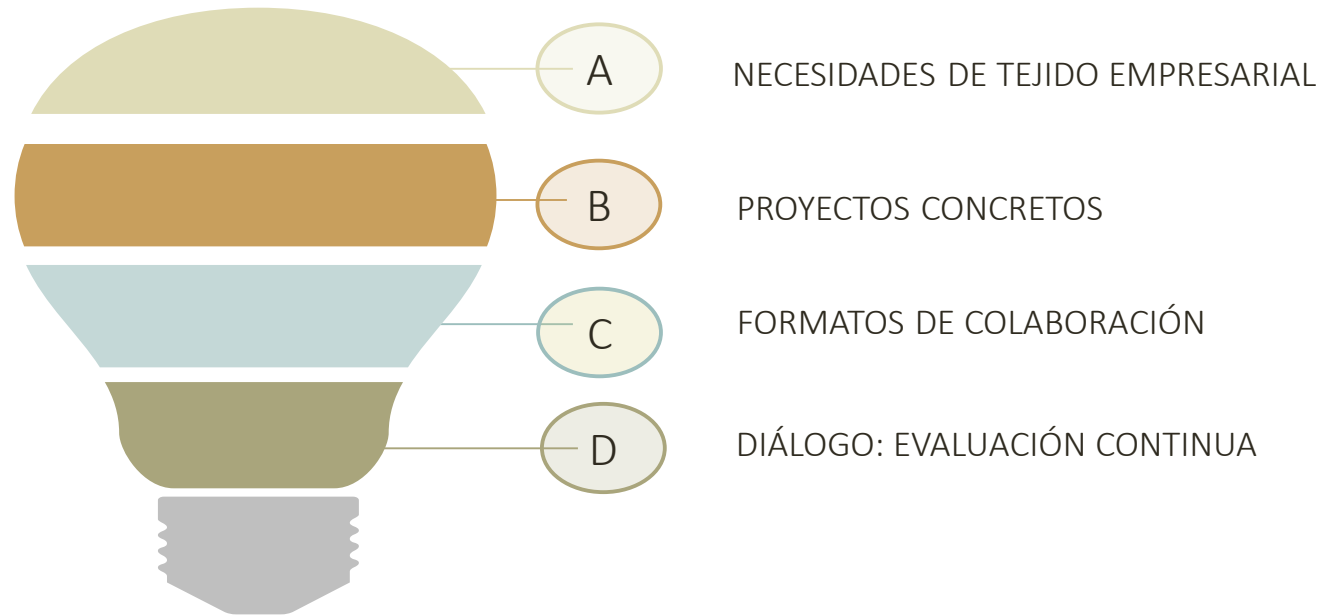 A NECESIDADES DE TEJIDO EMPRESARIAL
B PROYECTOS CONCRETOS
C FORMATOS DE COLABORACIÓN
D DIÁLOGO: EVALUACIÓN CONTINUA